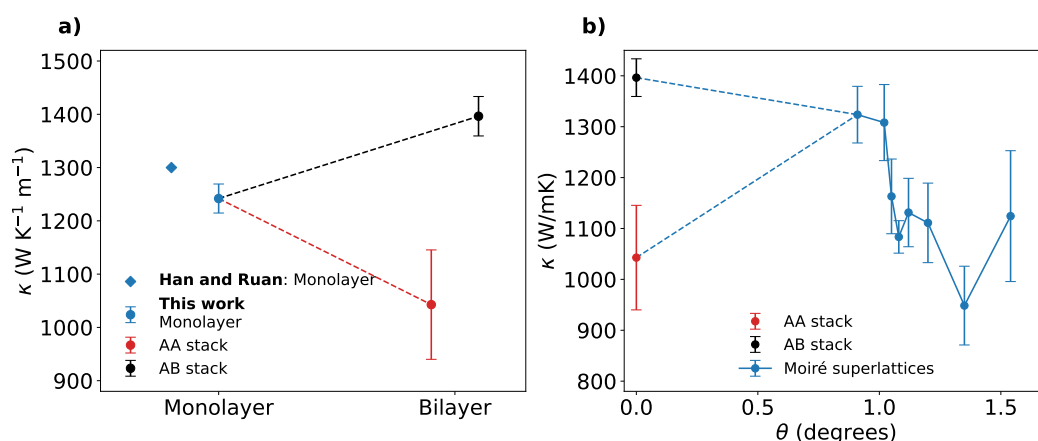 a)
1500
1400
1300
1200
1100
1000
900
κ (W K⁻¹ m⁻¹)
Han and Ruan: Monolayer
This work
Monolayer
AA stack
AB stack
Monolayer
Bilayer
b)
1400
1300
1200
1100
1000
900
800
κ (W/mK)
AA stack
AB stack
Moiré superlattices
0.0
0.5
1.0
1.5
θ (degrees)